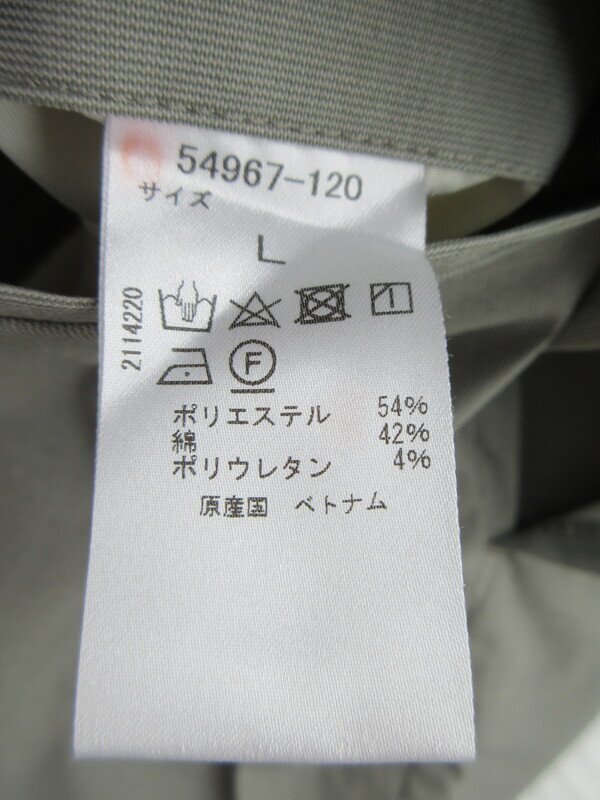 54967-120
サイズ
L
2114220
F
ポリエステル 54%
綿 42%
ポリウレタン 4%
原産国 ベトナム